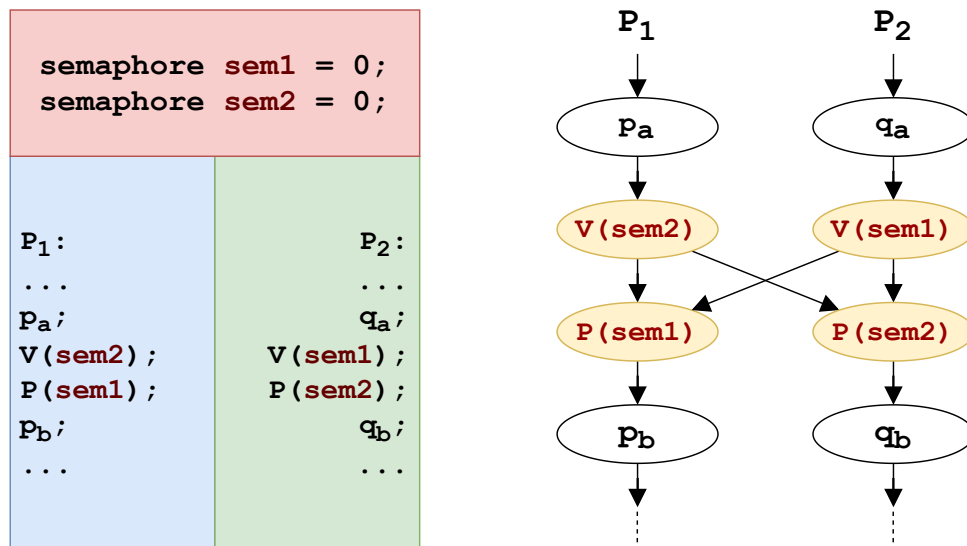 semaphore sem1 = 0;
semaphore sem2 = 0;
P1:
...
pa;
V(sem2);
P(sem1);
pb;
...
P2:
...
qa;
V(sem1);
P(sem2);
qb;
...
P1
pa
V(sem2)
P(sem1)
pb
P2
qa
V(sem1)
P(sem2)
qb